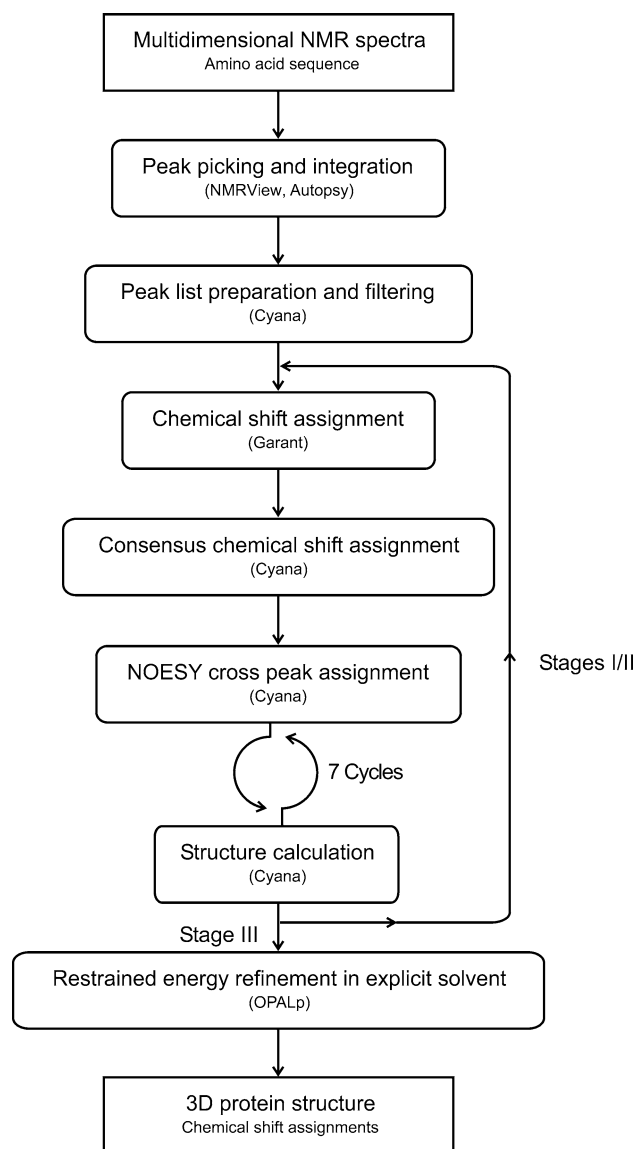 Multidimensional NMR spectra
Amino acid sequence
Peak picking and integration
(NMRView, Autopsy)
Peak list preparation and filtering
(Cyana)
Chemical shift assignment
(Garant)
Consensus chemical shift assignment
(Cyana)
NOESY cross peak assignment
(Cyana)
Stages I/II
7 Cycles
Structure calculation
(Cyana)
Stage III
Restrained energy refinement in explicit solvent
(OPALp)
3D protein structure
Chemical shift assignments